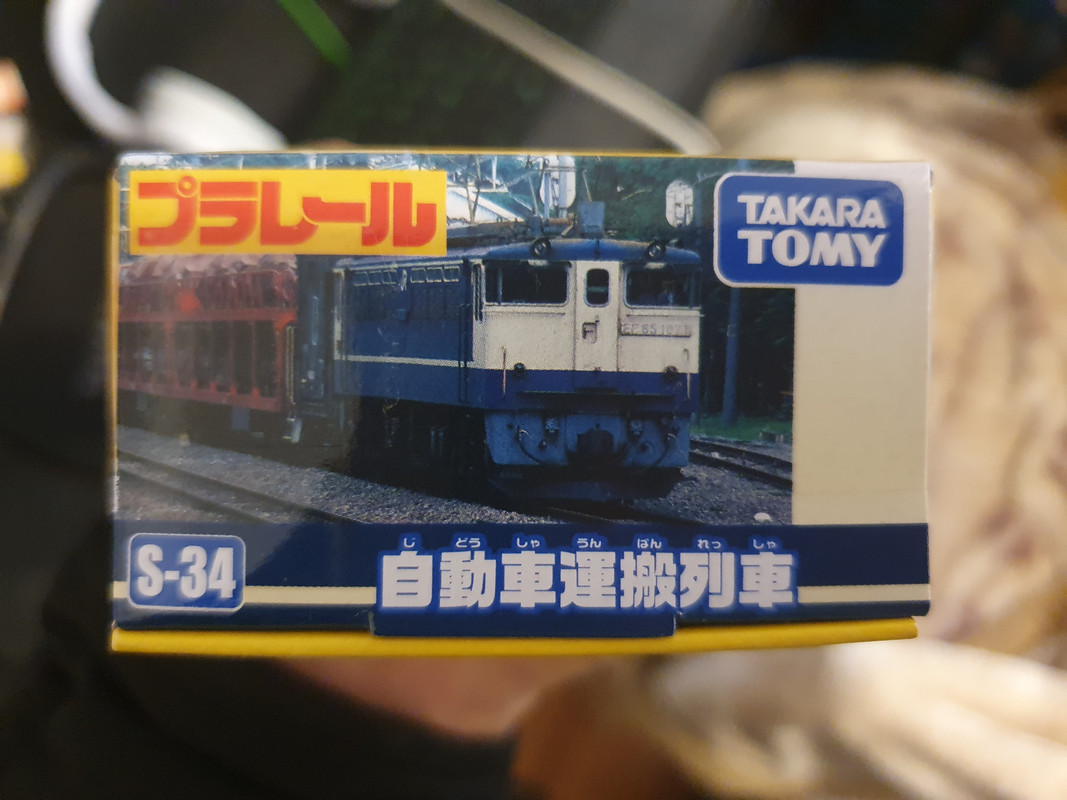 プラレール
TAKARA
TOMY
S-34
じ どう しゃ うん ぱん れっ しゃ
自動車運搬列車